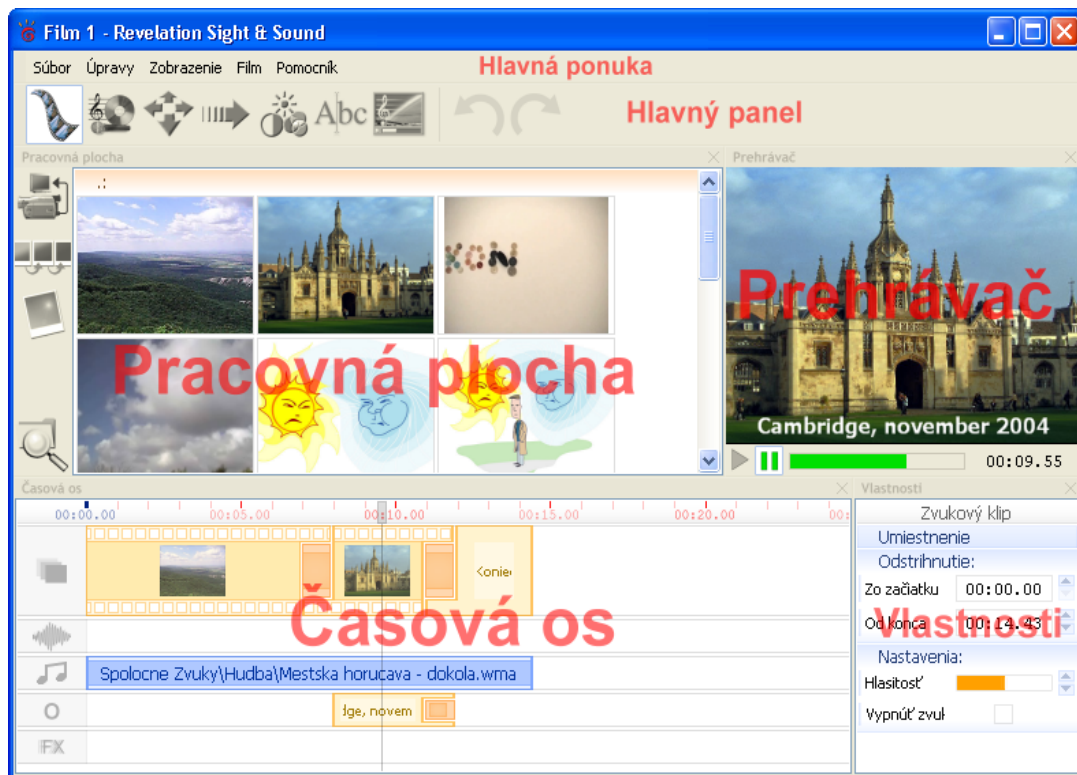 Film 1 - Revelation Sight & Sound
Súbor Úpravy Zobrazenie Film Pomocník
Hlavná ponuka
Abc
Hlavný panel
Pracovná plocha
Prehrávač
.:
Pracovná plocha
Prehrávač
Cambridge, november 2004
00:09.55
Časová os
Vlastnosti
00:00.00 00:05.00 00:10.00 00:15.00 00:20.00 00:
Zvukový klip
Umiestnenie
Odstrihnutie:
Zo začiatku 00:00.00
Od konca 00:14.43
Vlastnosti
Nastavenia:
Hlasitosť
Vypnúť zvuk
Konie
Časová os
Spolocne Zvuky\Hudba\Mestska horucava - dokola.wma
O
dge, novem
FX